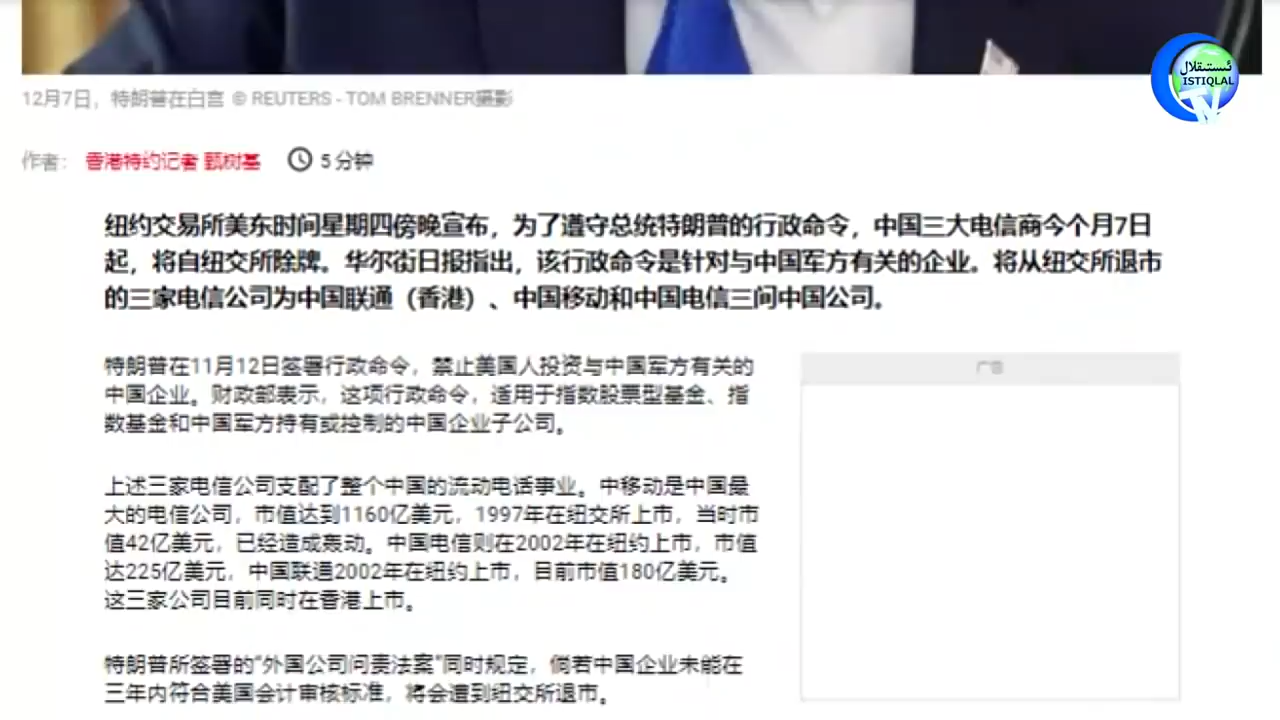 ئىستىقلال
ISTIQLAL
TV
12月7日，特朗普在白宫 © REUTERS - TOM BRENNER摄影
作者： 香港特约记者 甄树基 5 分钟
纽约交易所美东时间星期四傍晚宣布，为了遵守总统特朗普的行政命令，中国三大电信商今个月7日
起，将自纽交所除牌。华尔街日报指出，该行政命令是针对与中国军方有关的企业。将从纽交所退市
的三家电信公司为中国联通（香港）、中国移动和中国电信三间中国公司。
特朗普在11月12日签署行政命令，禁止美国人投资与中国军方有关的
中国企业。财政部表示，这项行政命令，适用于指数股票型基金、指
数基金和中国军方持有或控制的中国企业子公司。
广告
上述三家电信公司支配了整个中国的流动电话事业。中移动是中国最
大的电信公司，市值达到1160亿美元，1997年在纽交所上市，当时市
值42亿美元，已经造成轰动。中国电信则在2002年在纽约上市，市值
达225亿美元，中国联通2002年在纽约上市，目前市值180亿美元。
这三家公司目前同时在香港上市。
特朗普所签署的"外国公司问责法案"同时规定，倘若中国企业未能在
三年内符合美国会计审核标准，将会遭到纽交所退市。